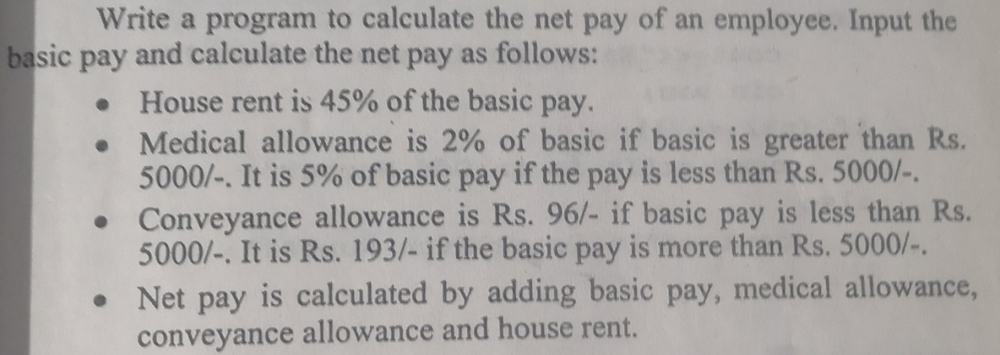 Write a program to calculate the net pay of an employee. Input the
basic pay and calculate the net pay as follows:
• House rent is 45% of the basic pay.
• Medical allowance is 2% of basic if basic is greater than Rs.
5000/-. It is 5% of basic pay if the pay is less than Rs. 5000/-.
• Conveyance allowance is Rs. 96/- if basic pay is less than Rs.
5000/-. It is Rs. 193/- if the basic pay is more than Rs. 5000/-.
• Net pay is calculated by adding basic pay, medical allowance,
conveyance allowance and house rent.